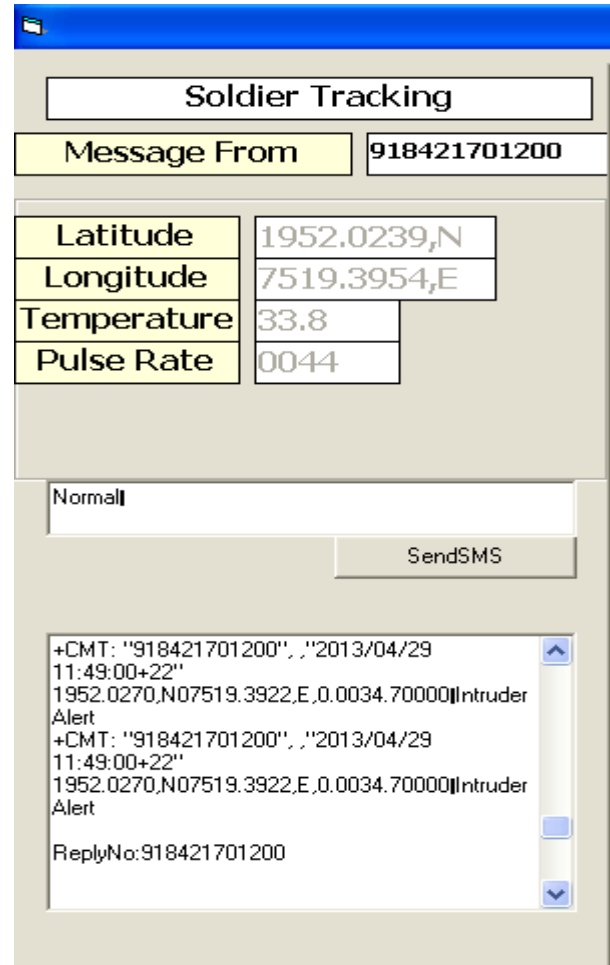 Soldier Tracking
Message From 918421701200
Latitude 1952.0239,N
Longitude 7519.3954,E
Temperature 33.8
Pulse Rate 0044
Normal
SendSMS
+CMT: "918421701200", ,"2013/04/29
11:49:00+22"
1952.0270,N07519.3922,E,0.0034.70000Intruder
Alert
+CMT: "918421701200", ,"2013/04/29
11:49:00+22"
1952.0270,N07519.3922,E,0.0034.70000Intruder
Alert
ReplyNo:918421701200